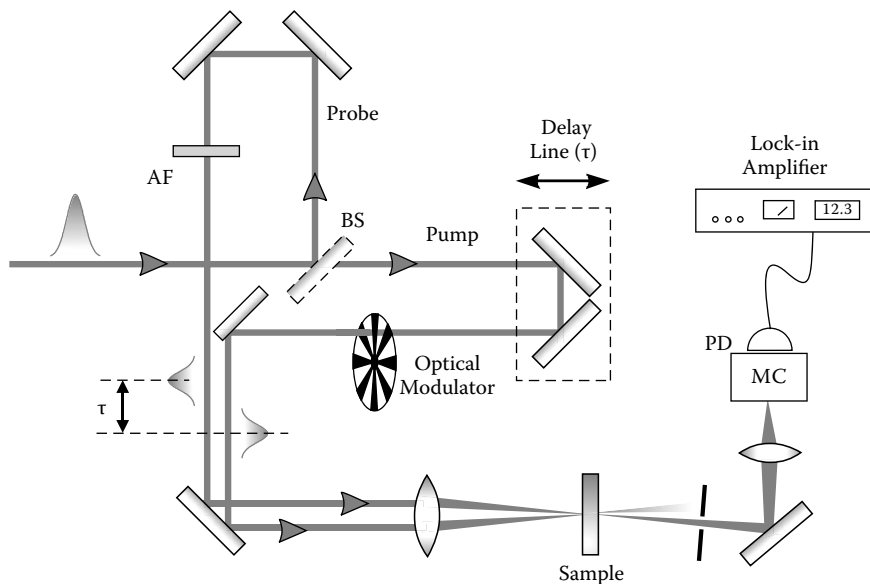 Probe
Delay
Line (τ)
Lock-in
Amplifier
AF
12.3
BS
Pump
PD
Optical
Modulator
MC
τ
Sample